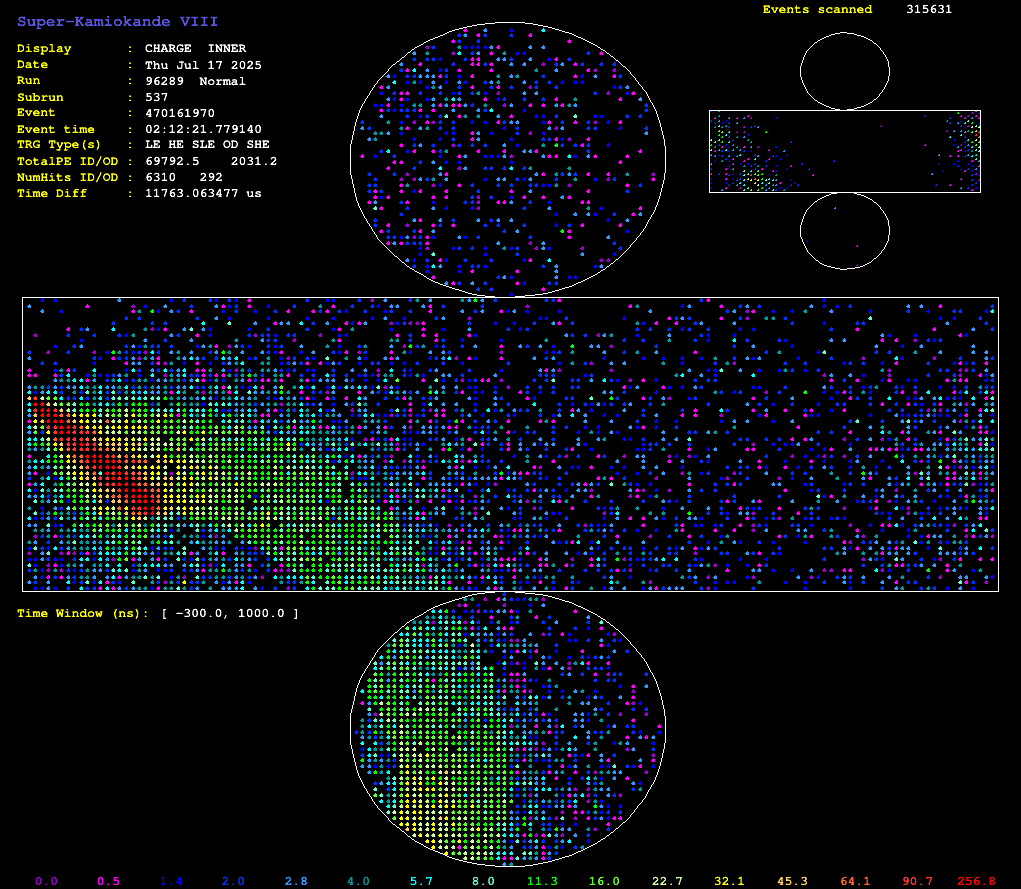 Super-Kamiokande VIII
Events scanned 315631
Display : CHARGE INNER
Date : Thu Jul 17 2025
Run : 96289 Normal
Subrun : 537
Event : 470161970
Event time : 02:12:21.779140
TRG Type(s) : LE HE SLE OD SHE
TotalPE ID/OD : 69792.5 2031.2
NumHits ID/OD : 6310 292
Time Diff : 11763.063477 us
Time Window (ns): [ -300.0, 1000.0 ]
0.0 0.5 1.4 2.0 2.8 4.0 5.7 8.0 11.3 16.0 22.7 32.1 45.3 64.1 90.7 256.8